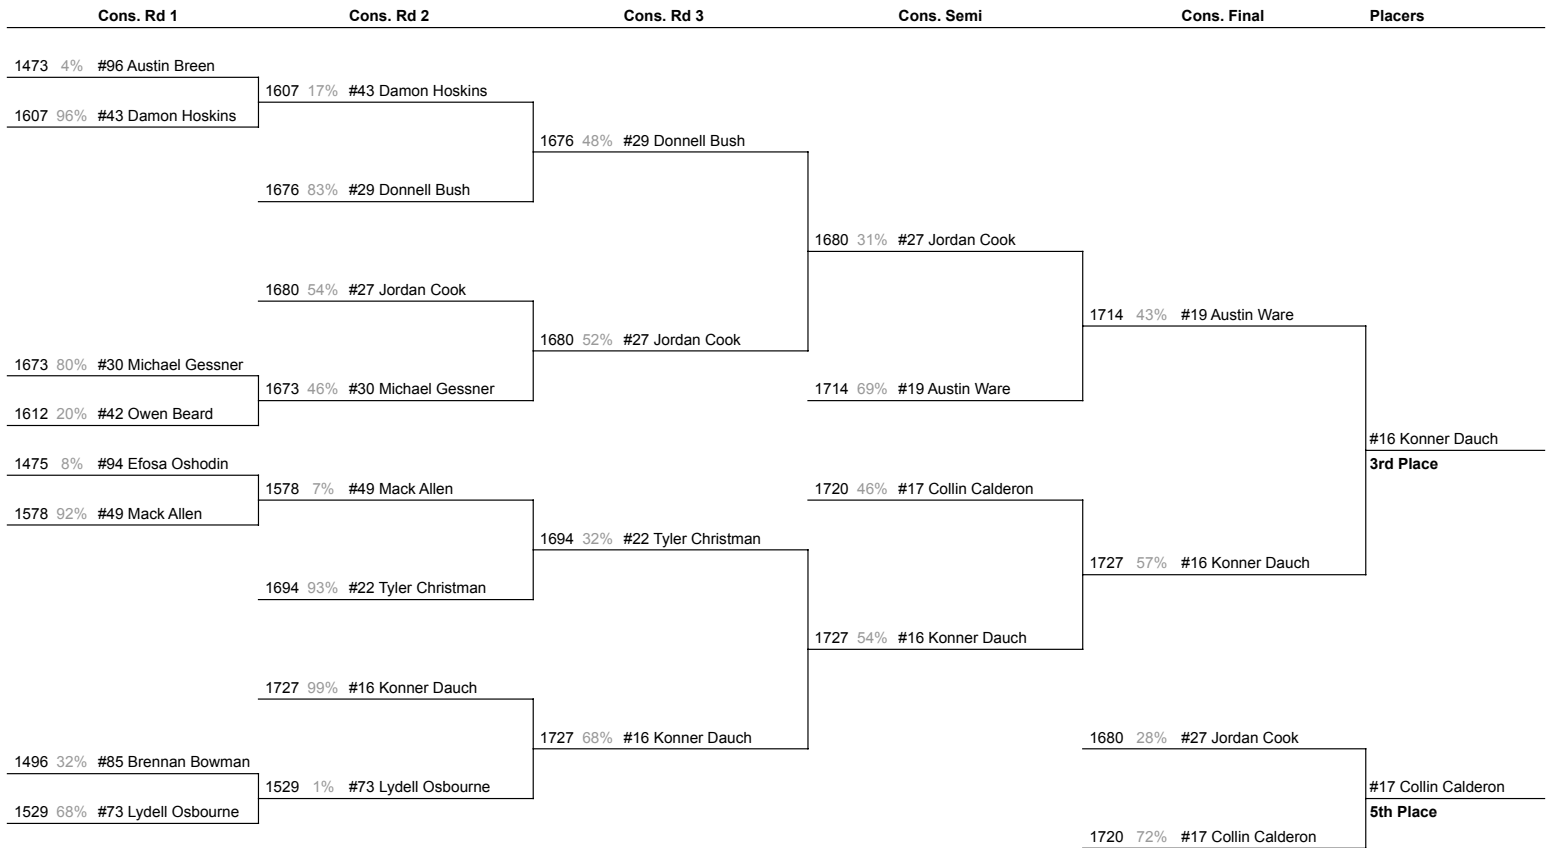 Cons. Rd 1 Cons. Rd 2 Cons. Rd 3 Cons. Semi Cons. Final Placers
1473 4% #96 Austin Breen
1607 17% #43 Damon Hoskins
1607 96% #43 Damon Hoskins
1676 48% #29 Donnell Bush
1676 83% #29 Donnell Bush
1680 31% #27 Jordan Cook
1680 54% #27 Jordan Cook
1714 43% #19 Austin Ware
1680 52% #27 Jordan Cook
1673 80% #30 Michael Gessner
1673 46% #30 Michael Gessner
1714 69% #19 Austin Ware
1612 20% #42 Owen Beard
#16 Konner Dauch
1475 8% #94 Efosa Oshodin
3rd Place
1578 7% #49 Mack Allen
1720 46% #17 Collin Calderon
1578 92% #49 Mack Allen
1694 32% #22 Tyler Christman
1727 57% #16 Konner Dauch
1694 93% #22 Tyler Christman
1727 54% #16 Konner Dauch
1727 99% #16 Konner Dauch
1727 68% #16 Konner Dauch
1680 28% #27 Jordan Cook
1496 32% #85 Brennan Bowman
1529 1% #73 Lydell Osbourne
#17 Collin Calderon
1529 68% #73 Lydell Osbourne
5th Place
1720 72% #17 Collin Calderon